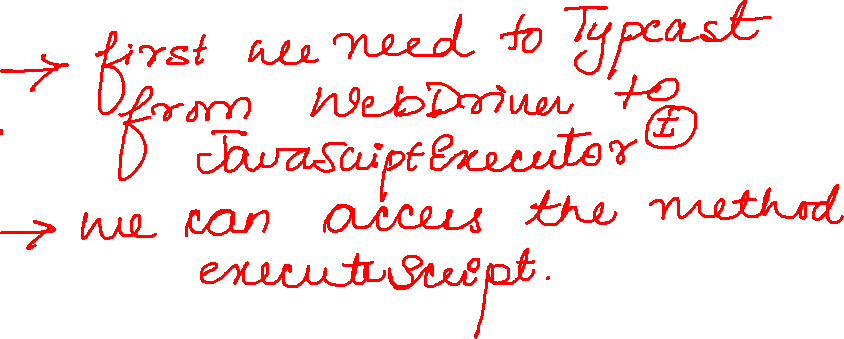 → first we need to Typcast
from WebDriver to
JavaScriptExecutor Ⓘ
→ we can access the method
executeScript.